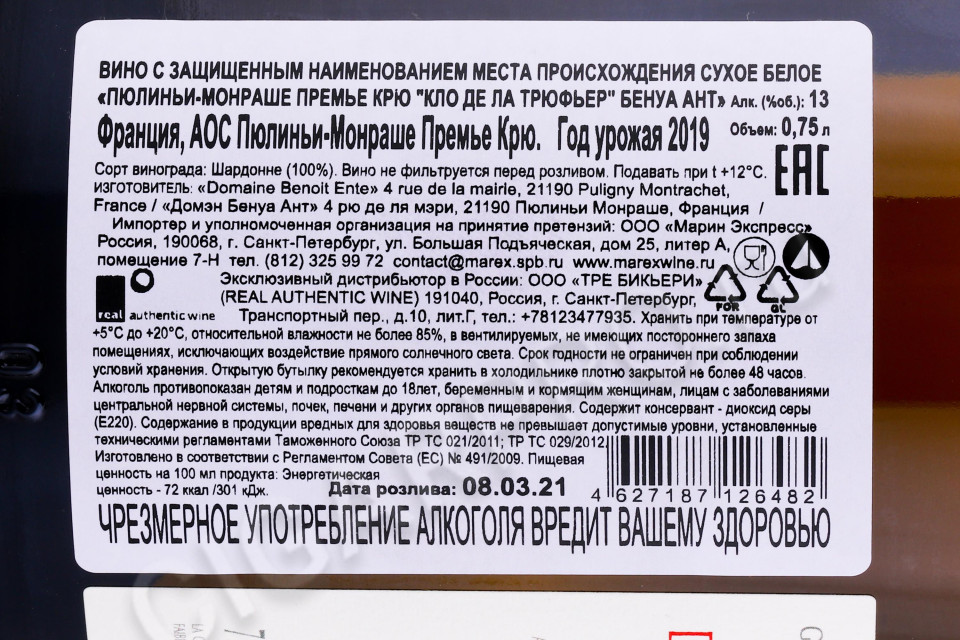 ВИНО С ЗАЩИЩЕННЫМ НАИМЕНОВАНИЕМ МЕСТА ПРОИСХОЖДЕНИЯ СУХОЕ БЕЛОЕ
«ПЮЛИНЬИ-МОНРАШЕ ПРЕМЬЕ КРЮ "КЛО ДЕ ЛА ТРЮФЬЕР" БЕНУА АНТ» Алк. (%об.): 13
Франция, АОС Пюлиньи-Монраше Премье Крю. Год урожая 2019 Объем: 0,75 л
Сорт винограда: Шардонне (100%). Вино не фильтруется перед розливом. Подавать при t +12°С.
EAC
ИЗГОТОВИТЕЛЬ: «Domaine Benoit Ente» 4 rue de la mairie, 21190 Puligny Montrachet,
France / «Домэн Бенуа Ант» 4 рю де ля мэри, 21190 Пюлиньи Монраше, Франция /
Импортер и уполномоченная организация на принятие претензий: ООО «Марин Экспресс»
Россия, 190068, г. Санкт-Петербург, ул. Большая Подъяческая, дом 25, литер А,
помещение 7-Н тел. (812) 325 99 72 contact@marex.spb.ru www.marexwine.ru
Эксклюзивный дистрибьютор в России: ООО «ТРЕ БИКЬЕРИ»
(REAL AUTHENTIC WINE) 191040, Россия, г. Санкт-Петербург,
FOR GL
real authentic wine Транспортный пер., д.10, лит.Г, тел.: +78123477935. Хранить при температуре от
+5°С до +20°С, относительной влажности не более 85%, в вентилируемых, не имеющих постороннего запаха
помещениях, исключающих воздействие прямого солнечного света. Срок годности не ограничен при соблюдении
условий хранения. Открытую бутылку рекомендуется хранить в холодильнике плотно закрытой не более 48 часов.
Алкоголь противопоказан детям и подросткам до 18лет, беременным и кормящим женщинам, лицам с заболеваниями
центральной нервной системы, почек, печени и других органов пищеварения. Содержит консервант - диоксид серы
(Е220). Содержание в продукции вредных для здоровья веществ не превышает допустимые уровни, установленные
техническими регламентами Таможенного Союза ТР ТС 021/2011; ТР ТС 029/2012.
Изготовлено в соответствии с Регламентом Совета (ЕС) № 491/2009. Пищевая
ценность на 100 мл продукта: Энергетическая
ценность - 72 ккал /301 кДж. Дата розлива: 08.03.21
4 627187 126482
ЧРЕЗМЕРНОЕ УПОТРЕБЛЕНИЕ АЛКОГОЛЯ ВРЕДИТ ВАШЕМУ ЗДОРОВЬЮ